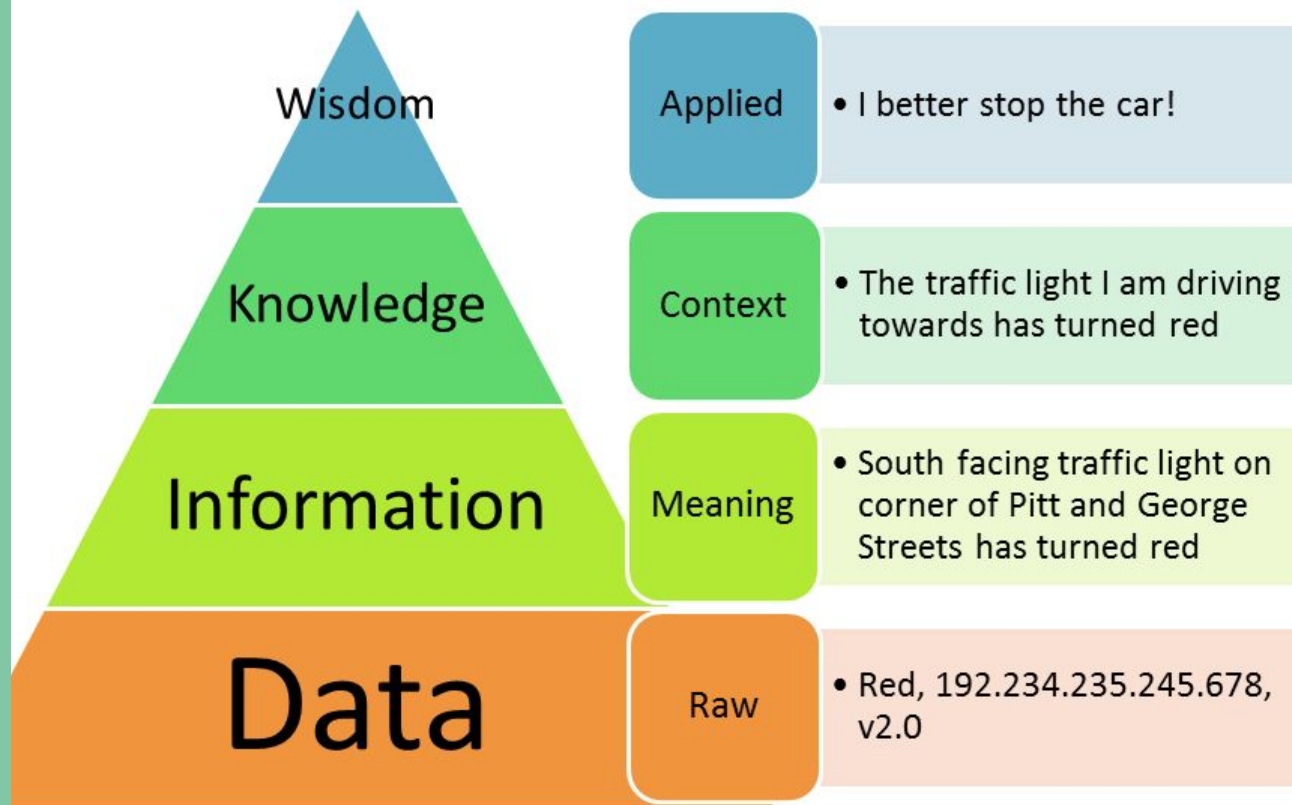 Wisdom
Applied
• I better stop the car!
Knowledge
Context
• The traffic light I am driving
towards has turned red
Information
Meaning
• South facing traffic light on
corner of Pitt and George
Streets has turned red
Data
Raw
• Red, 192.234.235.245.678,
v2.0